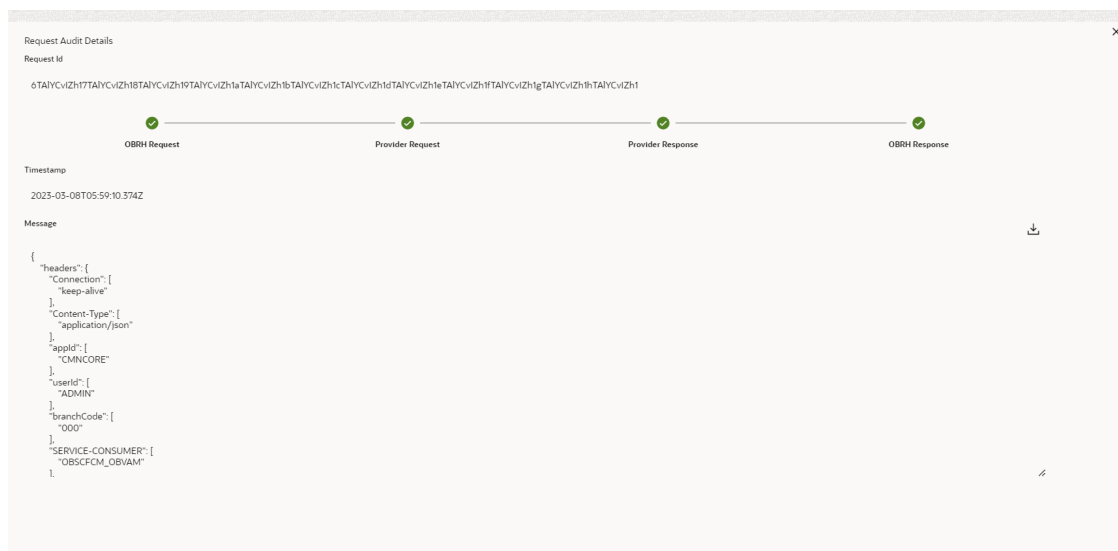 Request Audit Details
Request Id
6TAlYCvIZh17TAlYCvIZh18TAlYCvIZh19TAlYCvIZh1aTAlYCvIZh1bTAlYCvIZh1cTAlYCvIZh1dTAlYCvIZh1eTAlYCvIZh1fTAlYCvIZh1gTAlYCvIZh1hTAlYCvIZh1
OBRH Request Provider Request Provider Response OBRH Response
Timestamp
2023-03-08T05:59:10.374Z
Message
{
"headers": {
"Connection": [
"keep-alive"
],
"Content-Type": [
"application/json"
],
"appId": [
"CMNCORE"
],
"userId": [
"ADMIN"
],
"branchCode": [
"000"
],
"SERVICE-CONSUMER": [
"OBSCFCM_OBVAM"
],